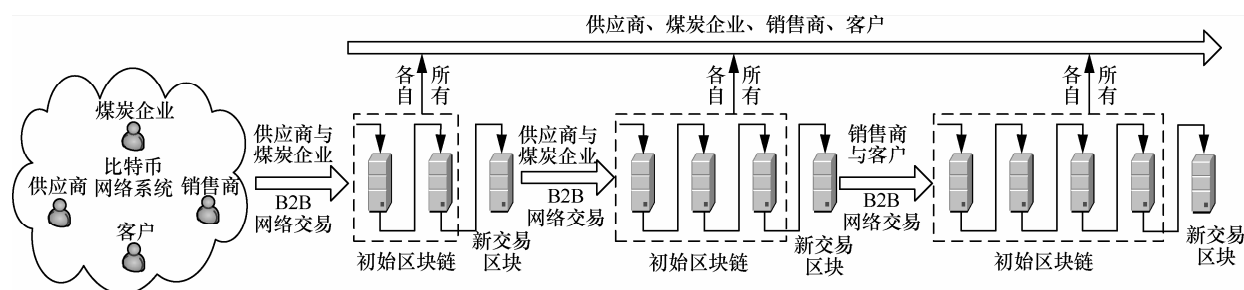 供应商、煤炭企业、销售商、客户
煤炭企业
比特币
网络系统
供应商
销售商
客户
供应商与
煤炭企业
B2B
网络交易
各自
所有
初始区块链
新交易
区块
供应商与
煤炭企业
B2B
网络交易
各自
所有
初始区块链
新交易
区块
销售商
与客户
B2B
网络交易
各自
所有
初始区块链
新交易
区块